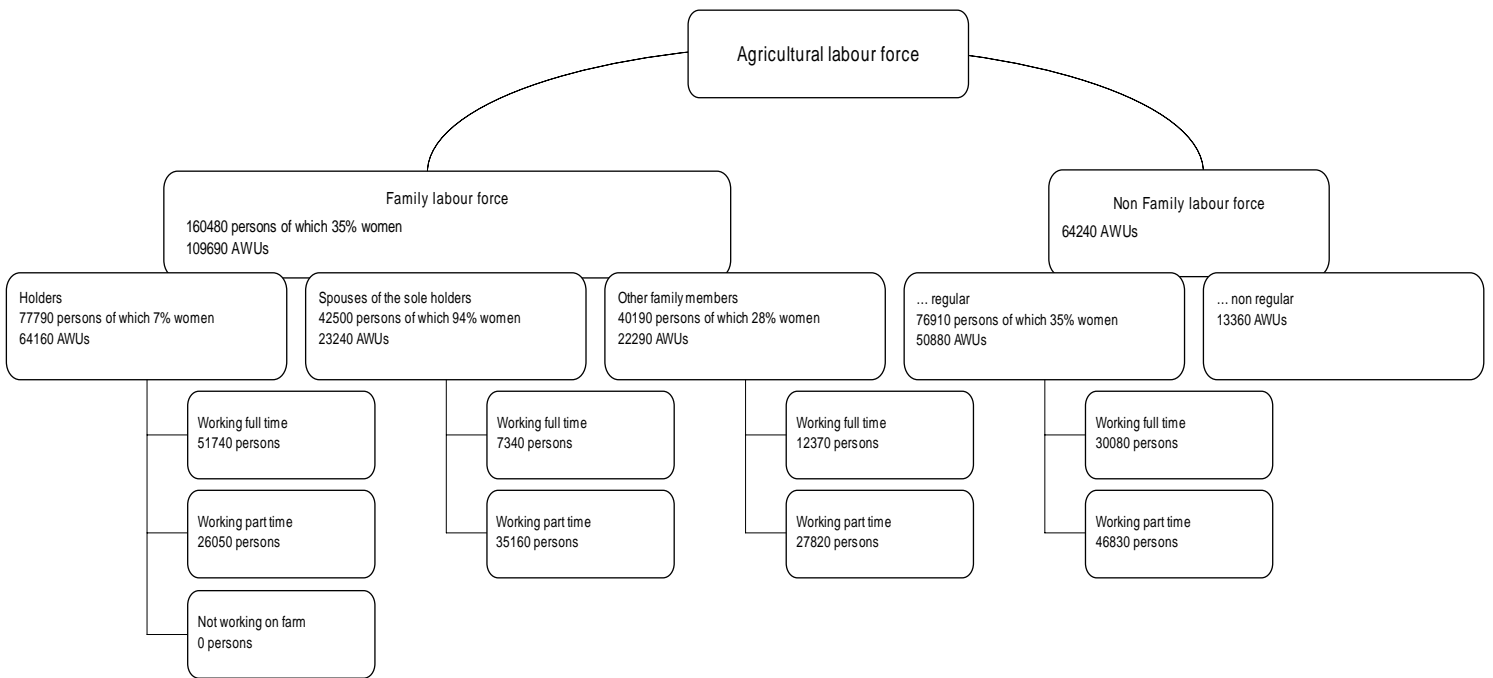 Agricultural labour force
Family labour force
160480 persons of which 35% women
109690 AWUs
Non Family labour force
64240 AWUs
Holders
77790 persons of which 7% women
64160 AWUs
Spouses of the sole holders
42500 persons of which 94% women
23240 AWUs
Other family members
40190 persons of which 28% women
22290 AWUs
... regular
76910 persons of which 35% women
50880 AWUs
... non regular
13360 AWUs
Working full time
51740 persons
Working full time
7340 persons
Working full time
12370 persons
Working full time
30080 persons
Working part time
26050 persons
Working part time
35160 persons
Working part time
27820 persons
Working part time
46830 persons
Not working on farm
0 persons